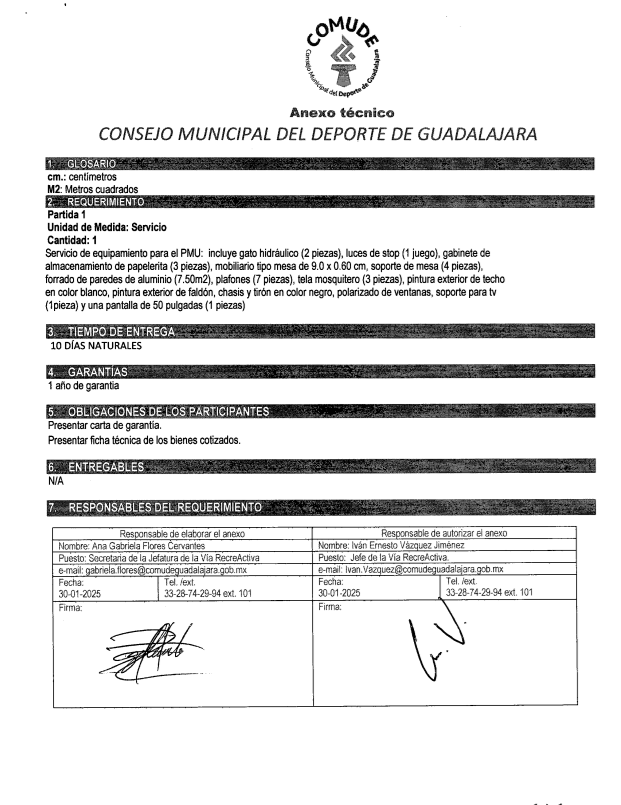 COMUDE
Consejo Municipal del Deporte de Guadalajara
Anexo técnico
CONSEJO MUNICIPAL DEL DEPORTE DE GUADALAJARA
1. GLOSARIO
cm.: centímetros
M2: Metros cuadrados
2. REQUERIMIENTO
Partida 1
Unidad de Medida: Servicio
Cantidad: 1
Servicio de equipamiento para el PMU: incluye gato hidráulico (2 piezas), luces de stop (1 juego), gabinete de
almacenamiento de papelerita (3 piezas), mobiliario tipo mesa de 9.0 x 0.60 cm, soporte de mesa (4 piezas),
forrado de paredes de aluminio (7.50m2), plafones (7 piezas), tela mosquitero (3 piezas), pintura exterior de techo
en color blanco, pintura exterior de faldón, chasis y tirón en color negro, polarizado de ventanas, soporte para tv
(1pieza) y una pantalla de 50 pulgadas (1 piezas)
3. TIEMPO DE ENTREGA
10 DÍAS NATURALES
4. GARANTÍAS
1 año de garantía
5. OBLIGACIONES DE LOS PARTICIPANTES
Presentar carta de garantía.
Presentar ficha técnica de los bienes cotizados.
6. ENTREGABLES
N/A
7. RESPONSABLES DEL REQUERIMIENTO
Responsable de elaborar el anexo
Responsable de autorizar el anexo
Nombre: Ana Gabriela Flores Cervantes
Nombre: Iván Ernesto Vázquez Jiménez
Puesto: Secretaria de la Jefatura de la Vía RecreActiva
Puesto: Jefe de la Vía RecreActiva.
e-mail: gabriela.flores@comudeguadalajara.gob.mx
e-mail: Ivan.Vazquez@comudeguadalajara.gob.mx
Fecha: Tel. /ext.
30-01-2025 33-28-74-29-94 ext. 101
Fecha: Tel. /ext.
30-01-2025 33-28-74-29-94 ext. 101
Firma:
Firma: